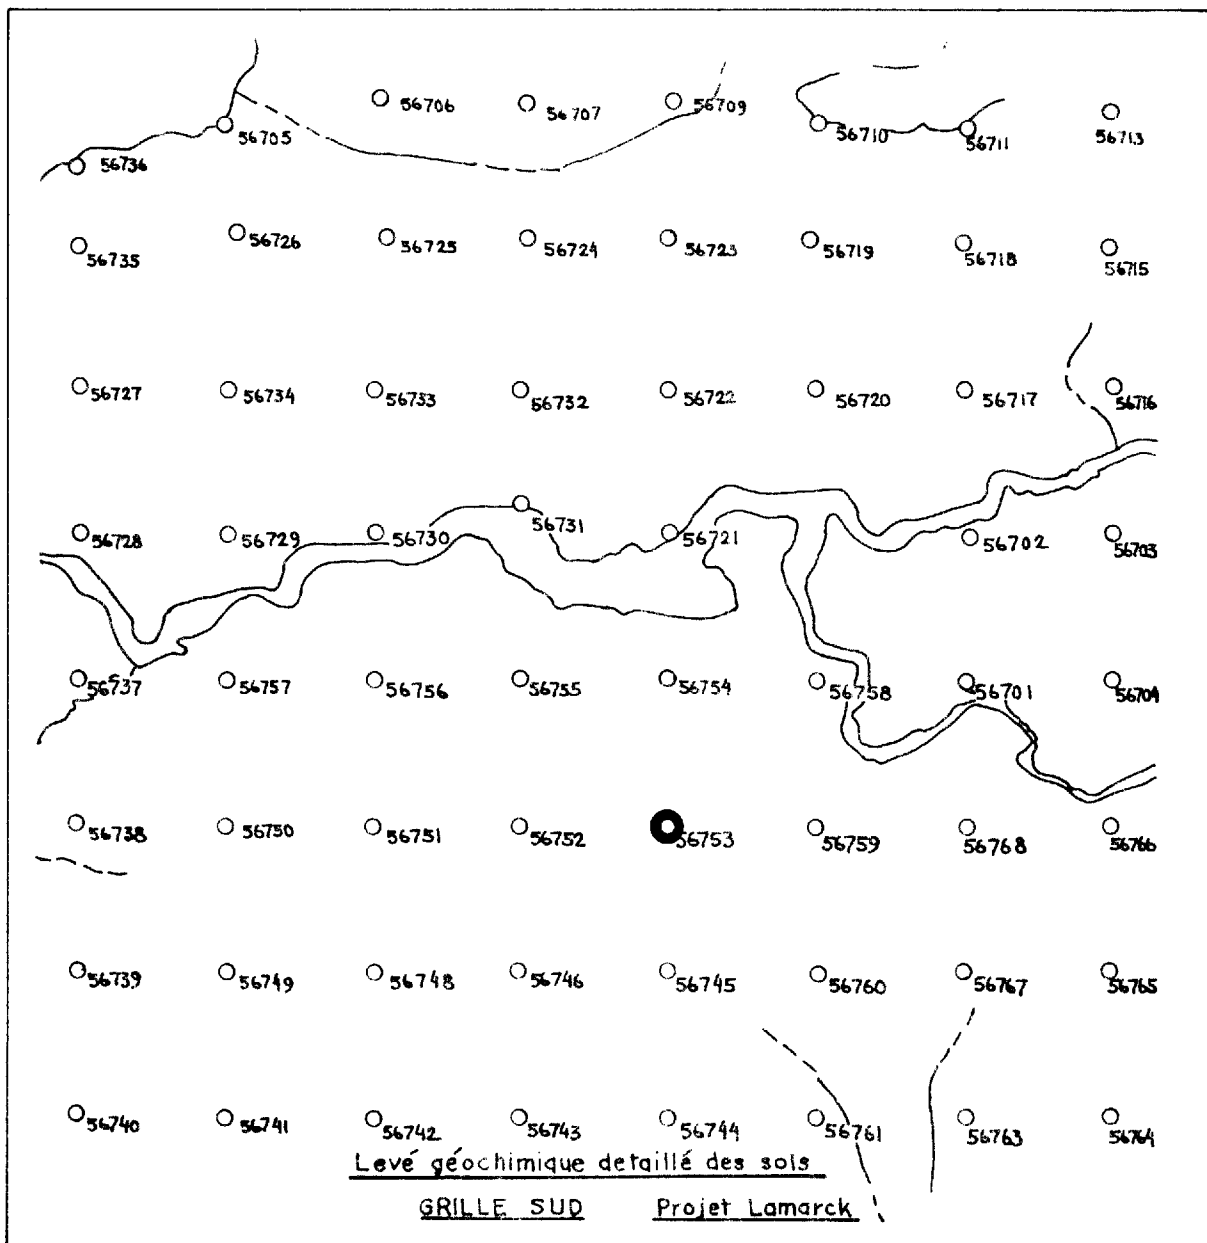 56706 56707 56709
56705 56710 56711 56713
56736
56735 56726 56725 56724 56723 56719 56718 56715
56727 56734 56733 56732 56722 56720 56717 56716
56728 56729 56730 56731 56721 56702 56703
56737 56757 56756 56755 56754 56758 56701 56704
56738 56750 56751 56752 56753 56759 56768 56766
56739 56749 56748 56746 56745 56760 56767 56765
56740 56741 56742 56743 56744 56761 56763 56764
Levé géochimique detaillé des sols
GRILLE SUD Projet Lamarck